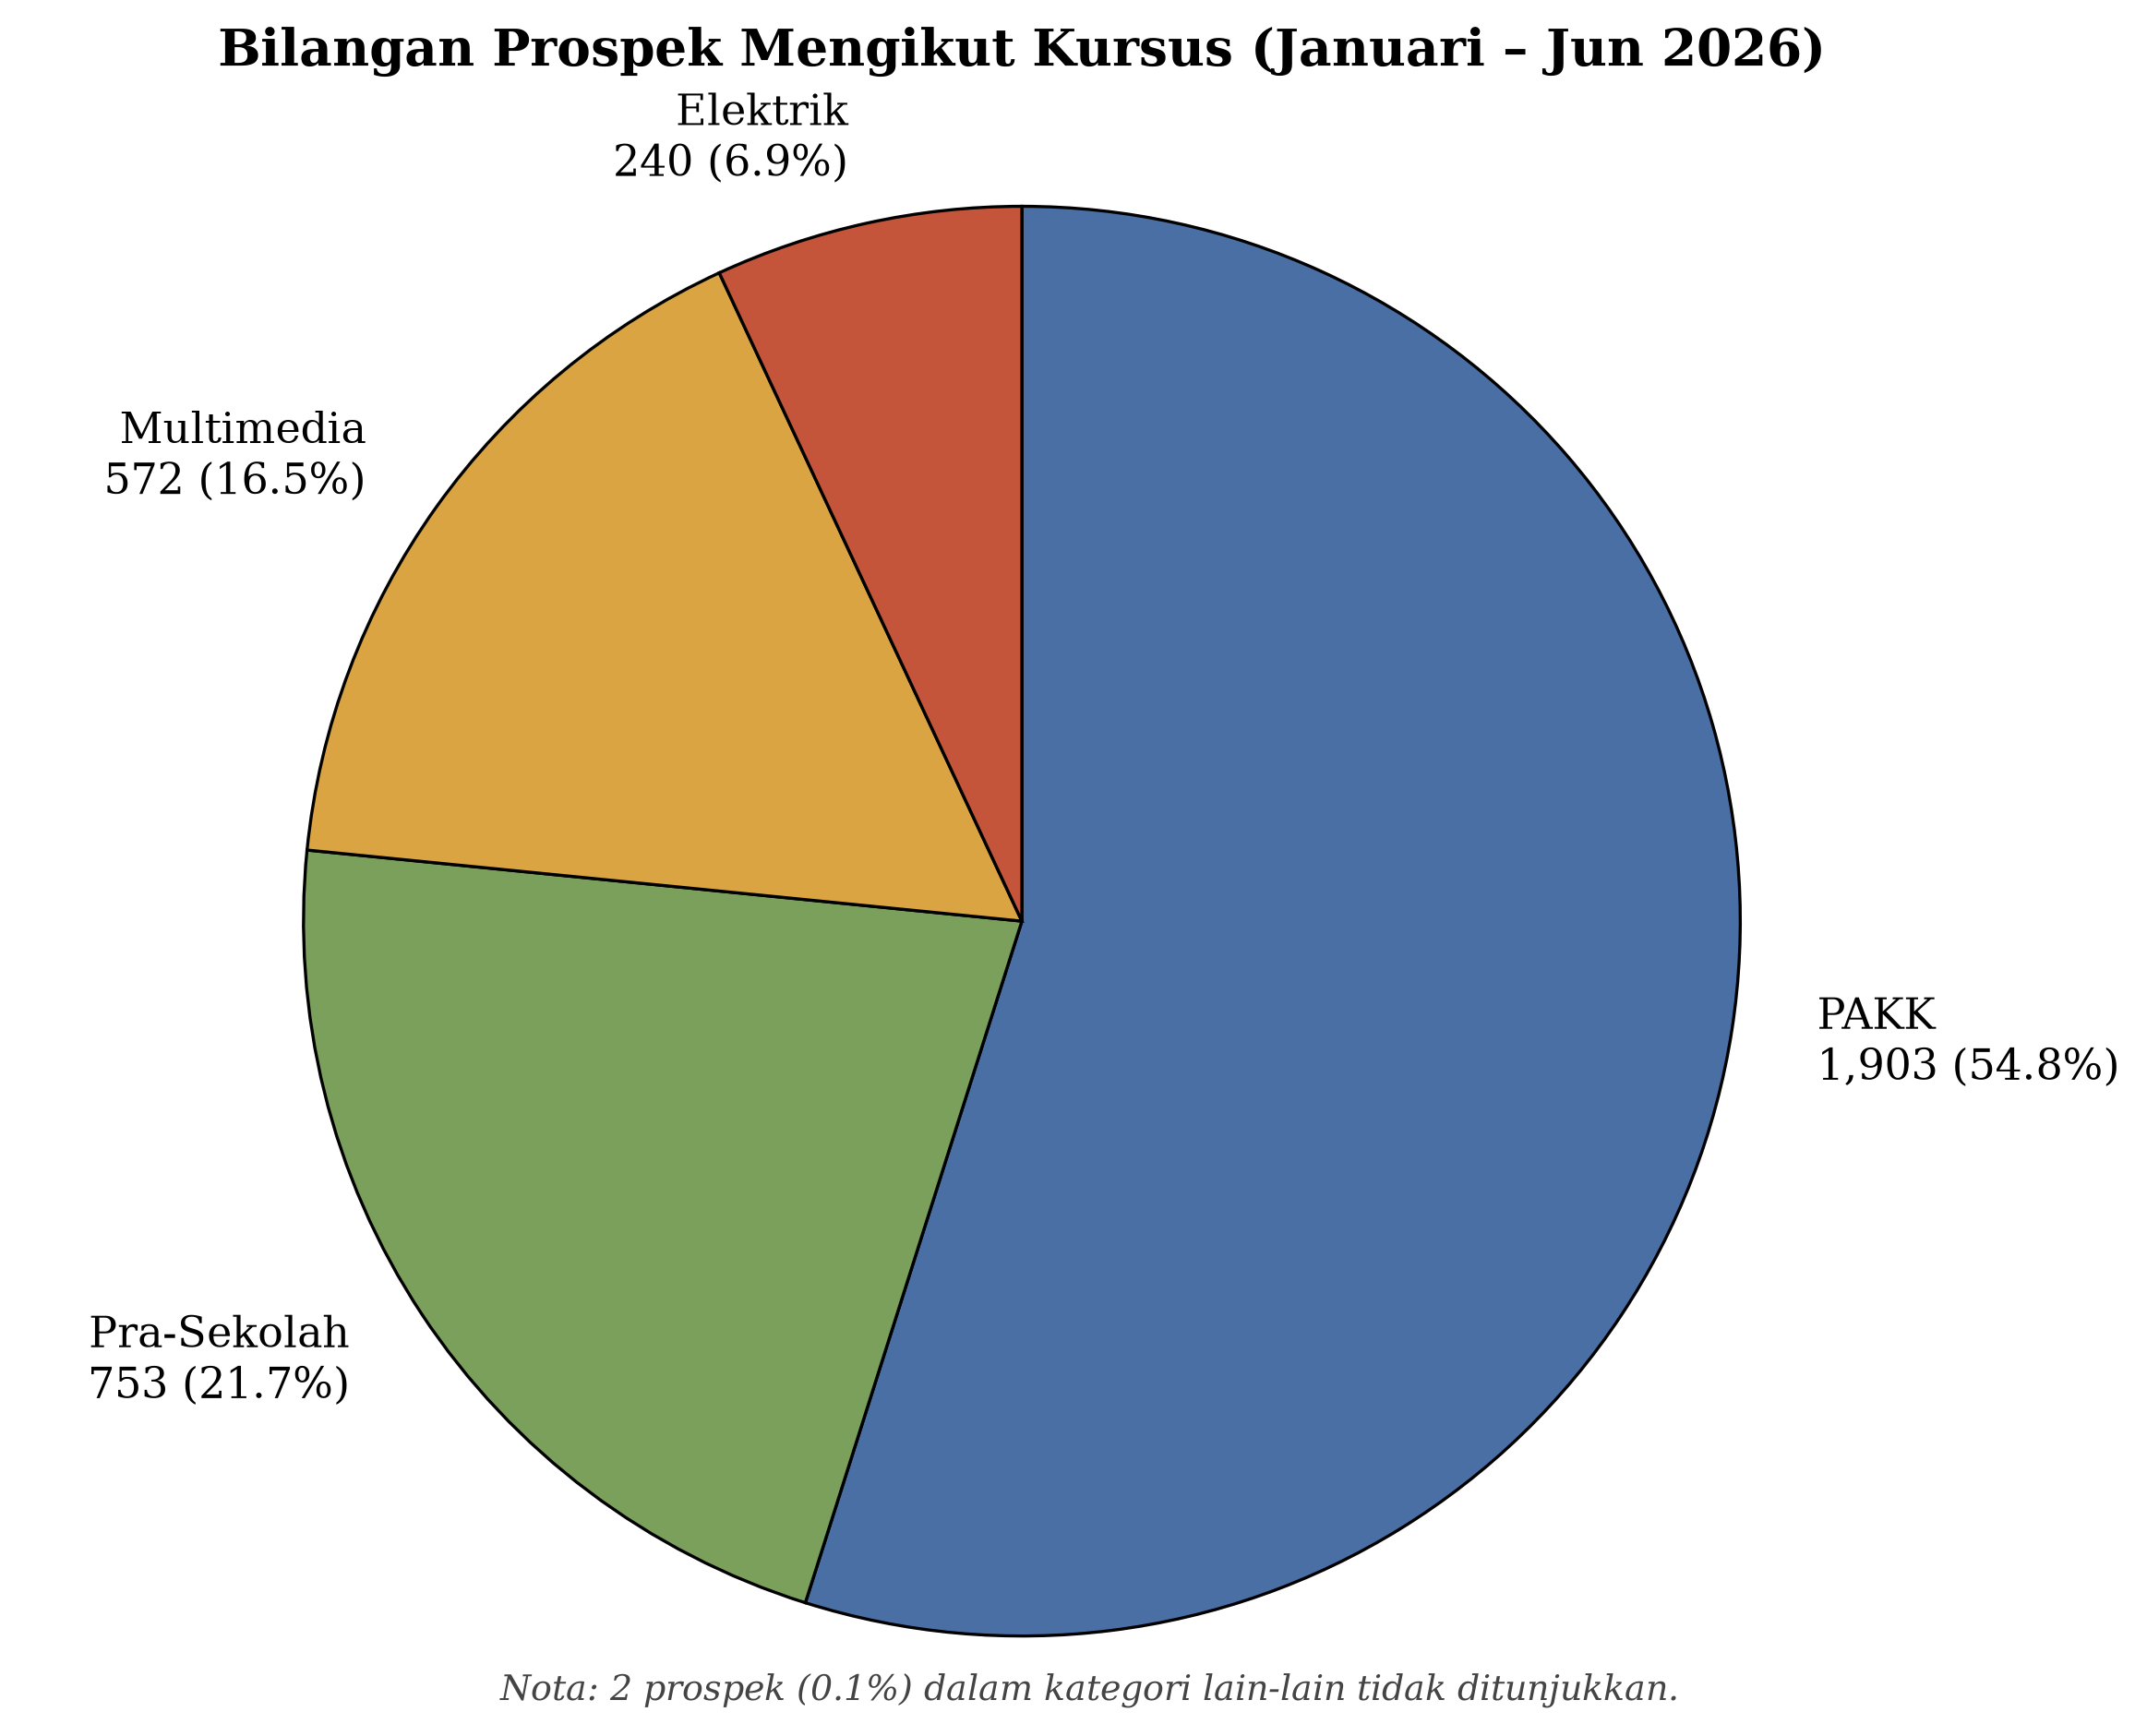 Bilangan Prospek Mengikut Kursus (Januari – Jun 2026)
Elektrik
240 (6.9%)
Multimedia
572 (16.5%)
PAKK
1,903 (54.8%)
Pra-Sekolah
753 (21.7%)
Nota: 2 prospek (0.1%) dalam kategori lain-lain tidak ditunjukkan.